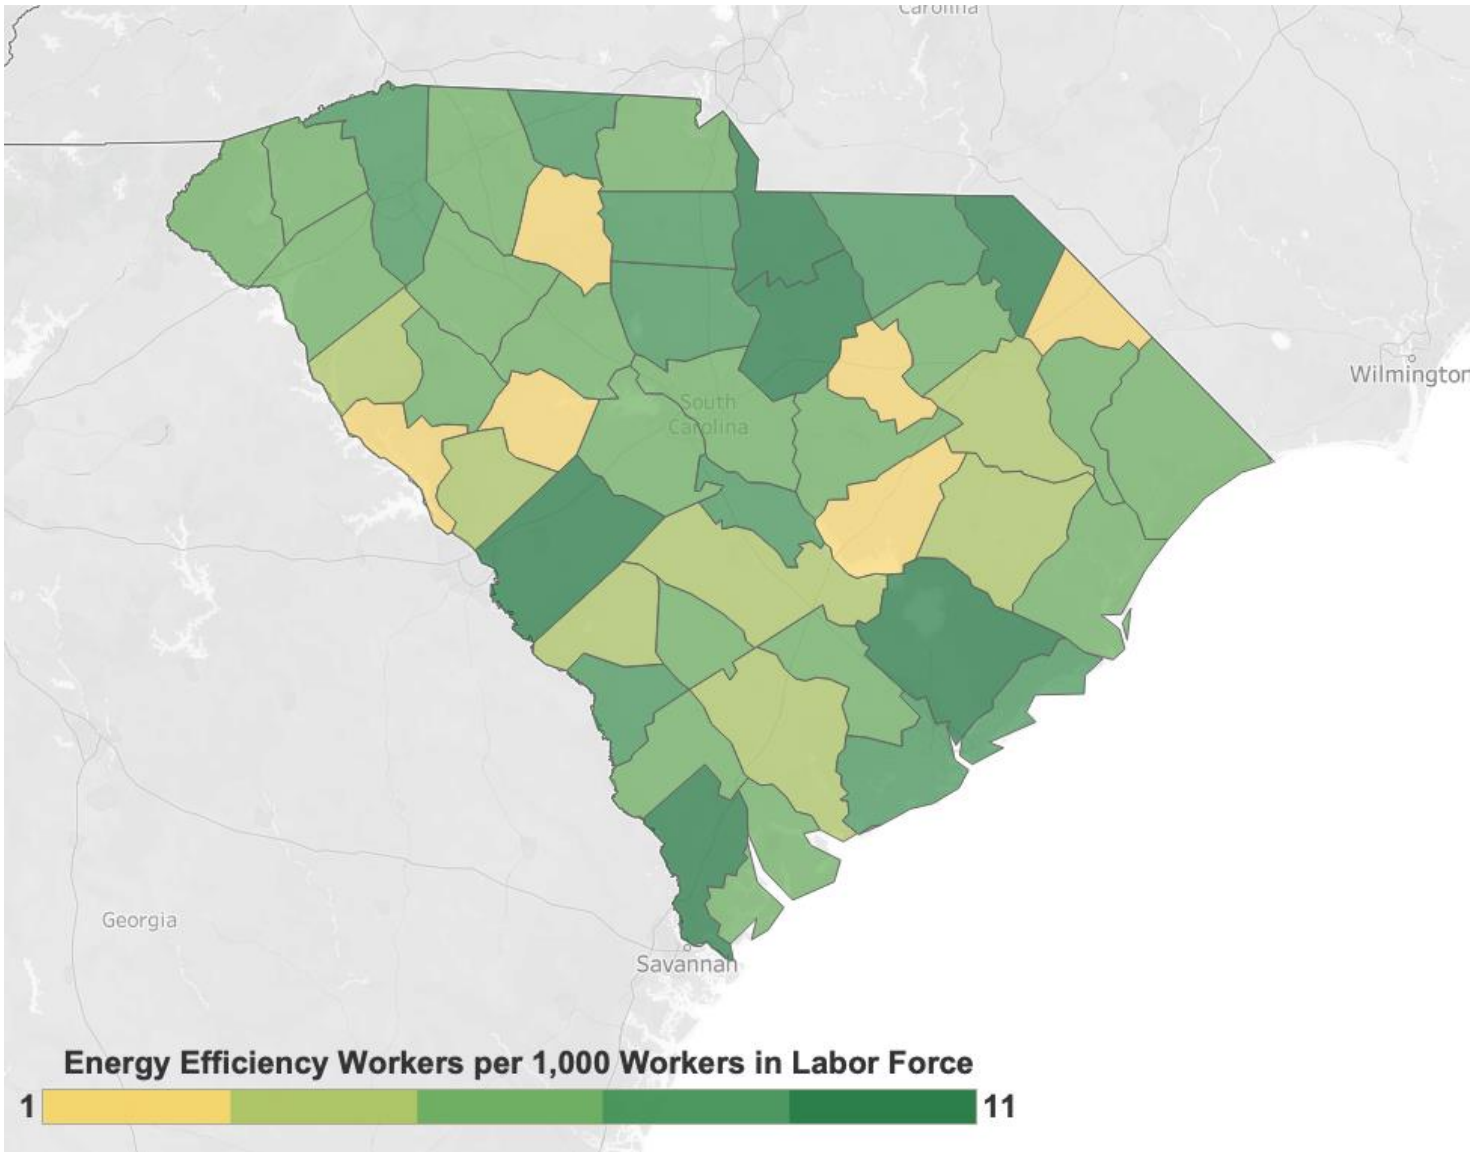 Carolina
Wilmington
South
Carolina
Georgia
Savannah
Energy Efficiency Workers per 1,000 Workers in Labor Force
1 11